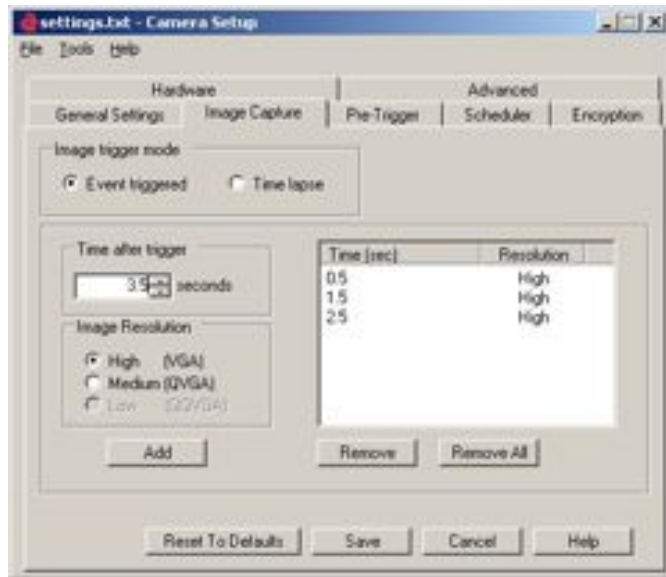 settings.txt - Camera Setup
File Tools Help
Hardware Advanced
General Settings Image Capture Pre-Trigger Scheduler Encryption
Image trigger mode
Event triggered Time lapse
Time after trigger
3.5 seconds
Time (sec) Resolution
0.5 High
1.5 High
2.5 High
Image Resolution
High (VGA)
Medium (QVGA)
Low (QQVGA)
Add Remove Remove All
Reset To Defaults Save Cancel Help